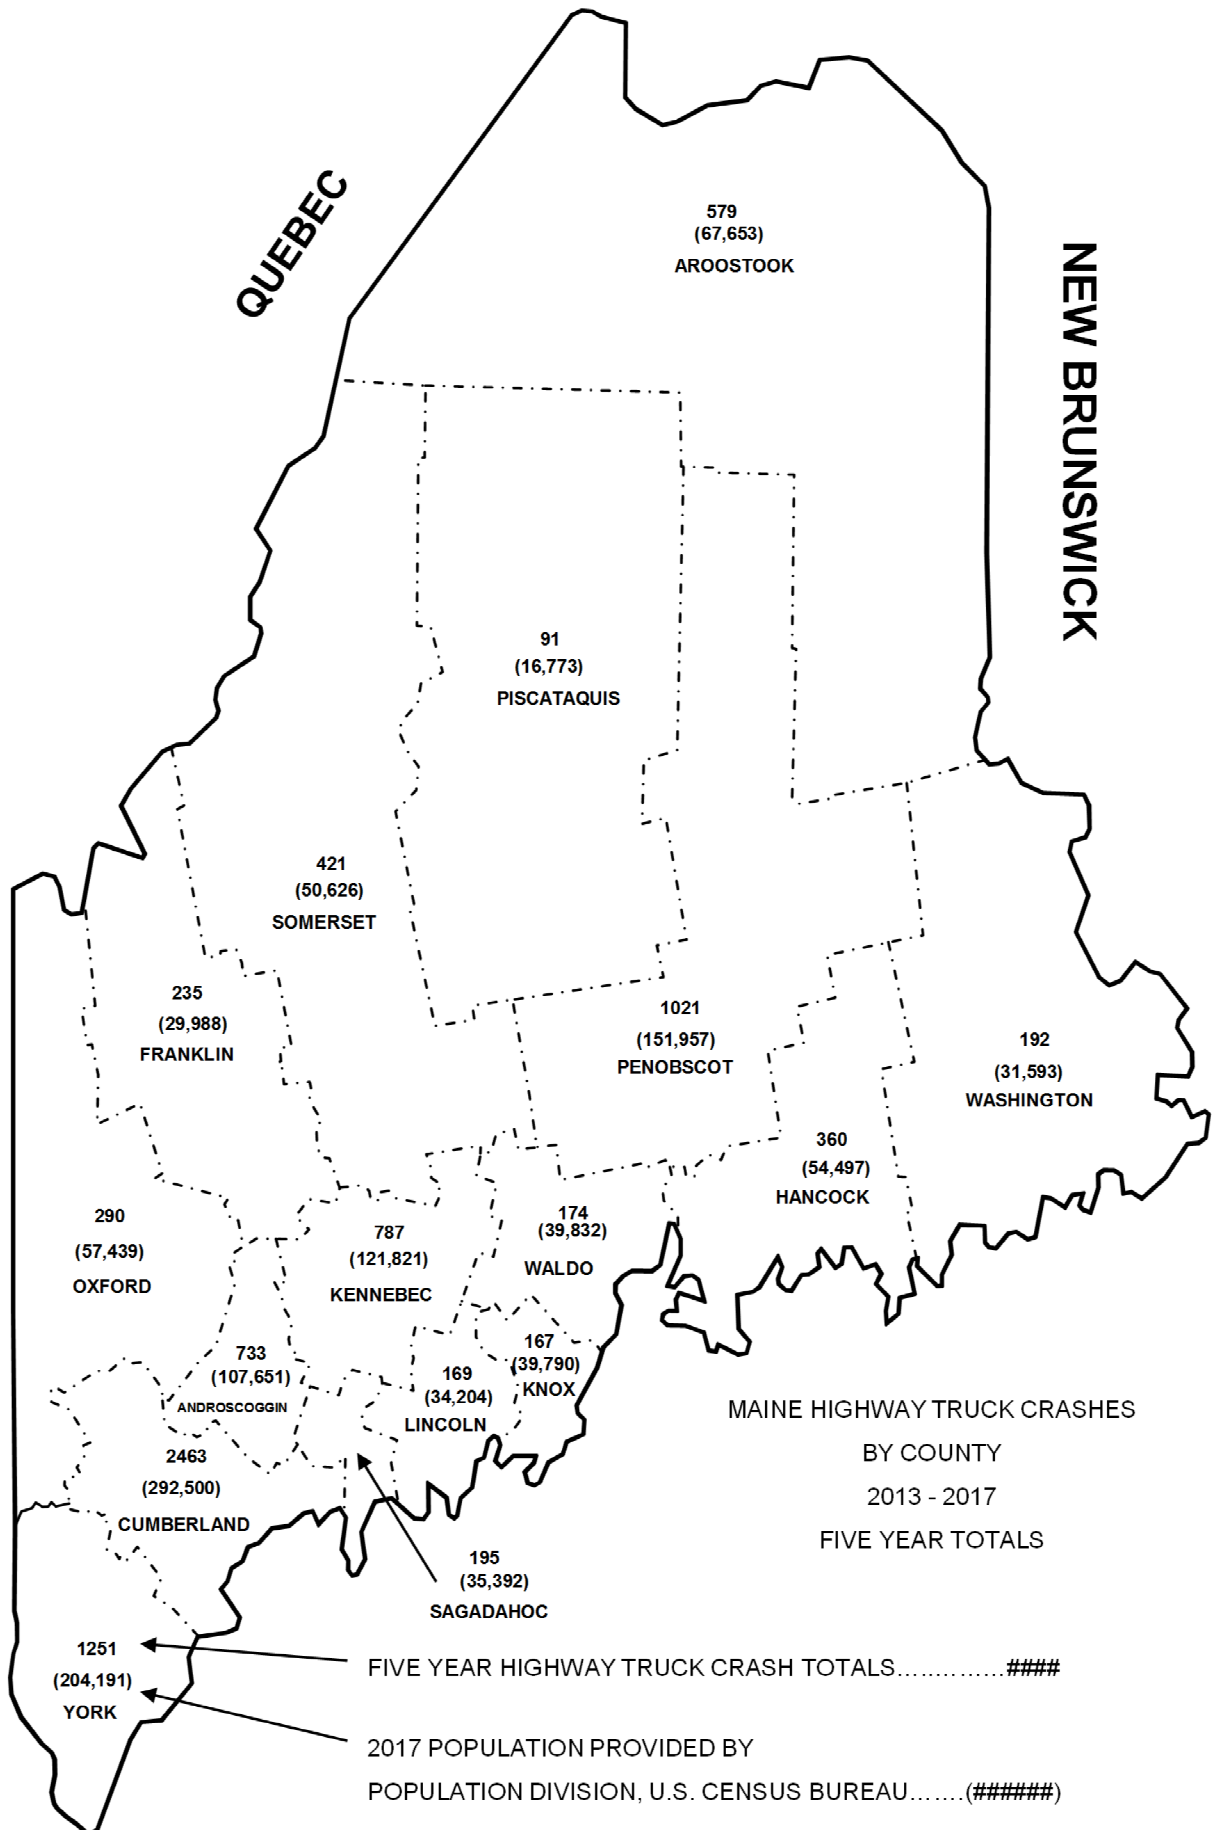 QUEBEC
NEW BRUNSWICK
579
(67,653)
AROOSTOOK
91
(16,773)
PISCATAQUIS
421
(50,626)
SOMERSET
235
(29,988)
FRANKLIN
1021
(151,957)
PENOBSCOT
192
(31,593)
WASHINGTON
360
(54,497)
HANCOCK
290
(57,439)
OXFORD
787
(121,821)
KENNEBEC
174
(39,832)
WALDO
733
(107,651)
ANDROSCOGGIN
169
(34,204)
LINCOLN
167
(39,790)
KNOX
2463
(292,500)
CUMBERLAND
195
(35,392)
SAGADAHOC
1251
(204,191)
YORK
MAINE HIGHWAY TRUCK CRASHES
BY COUNTY
2013 - 2017
FIVE YEAR TOTALS
FIVE YEAR HIGHWAY TRUCK CRASH TOTALS..............####
2017 POPULATION PROVIDED BY
POPULATION DIVISION, U.S. CENSUS BUREAU.......(######)